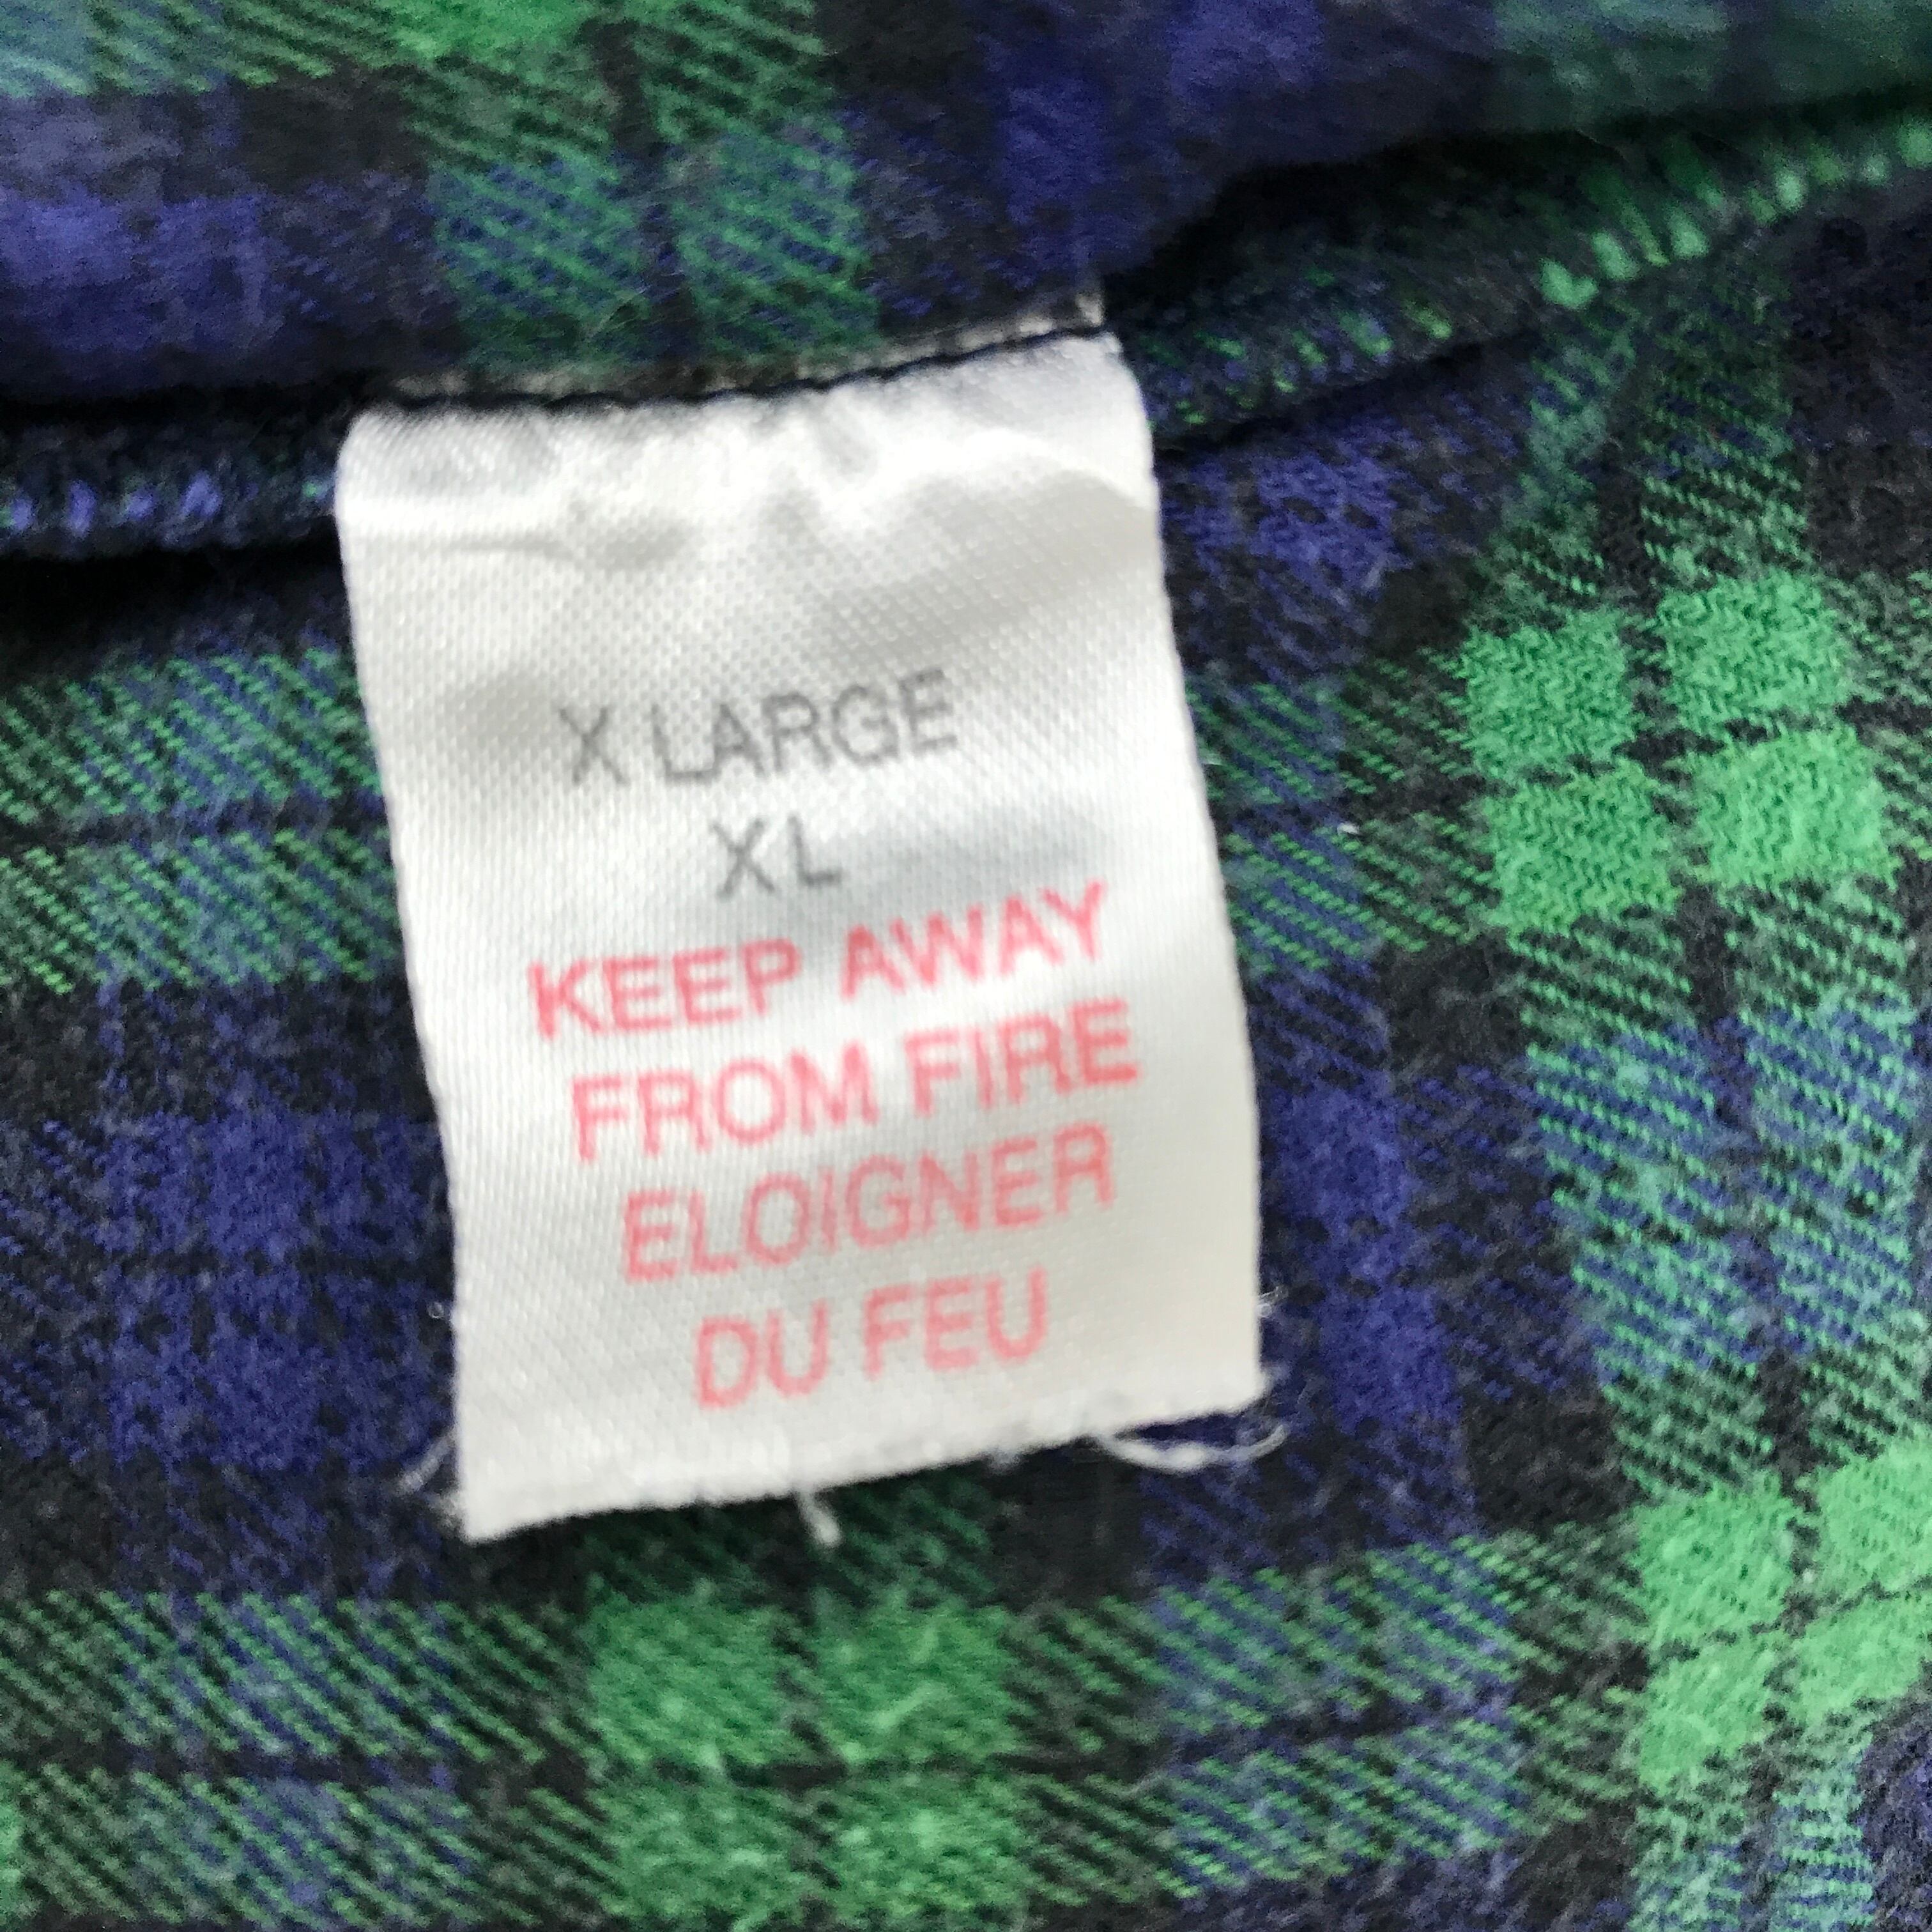 X LARGE
XL
KEEP AWAY
FROM FIRE
ELOIGNER
DU FEU